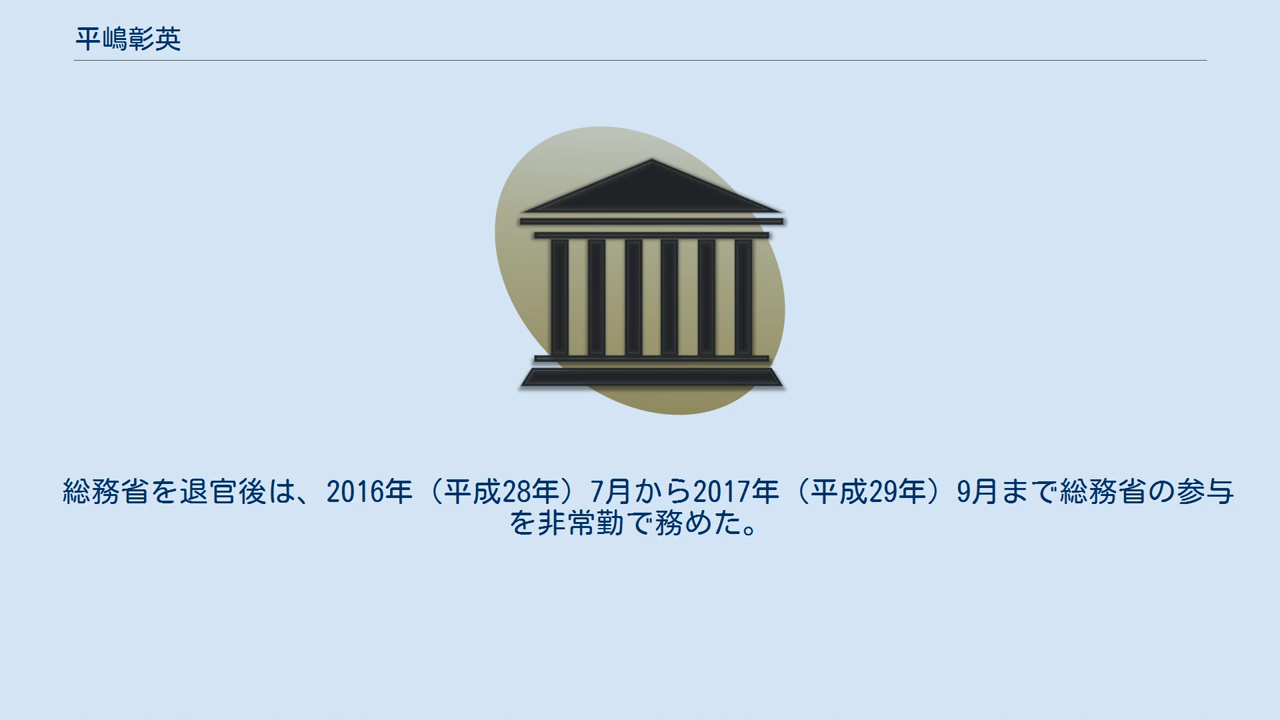 平嶋彰英
総務省を退官後は、2016年（平成28年）7月から2017年（平成29年）9月まで総務省の参与
を非常勤で務めた。